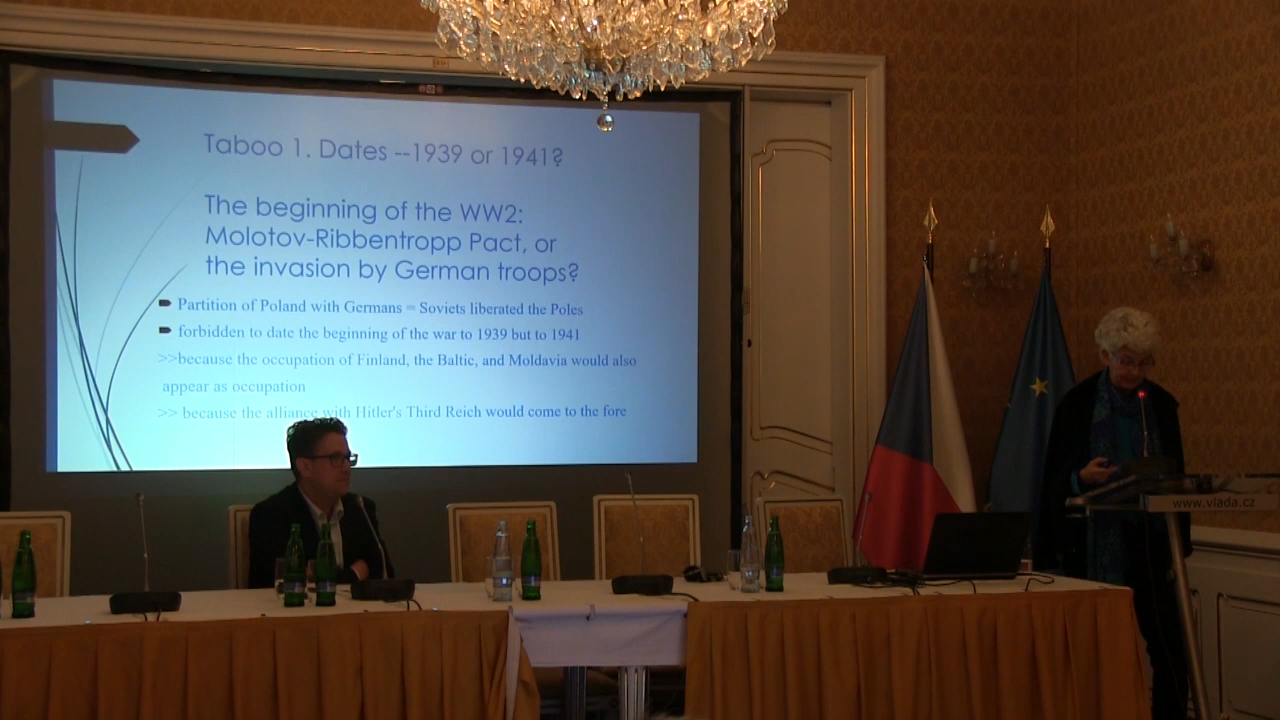 Taboo 1. Dates --1939 or 1941?
The beginning of the WW2:
Molotov-Ribbentropp Pact, or
the invasion by German troops?
Partition of Poland with Germans = Soviets liberated the Poles
forbidden to date the beginning of the war to 1939 but to 1941
>>because the occupation of Finland, the Baltic, and Moldavia would also
appear as occupation
>> because the alliance with Hitler's Third Reich would come to the fore
www.vlada.cz